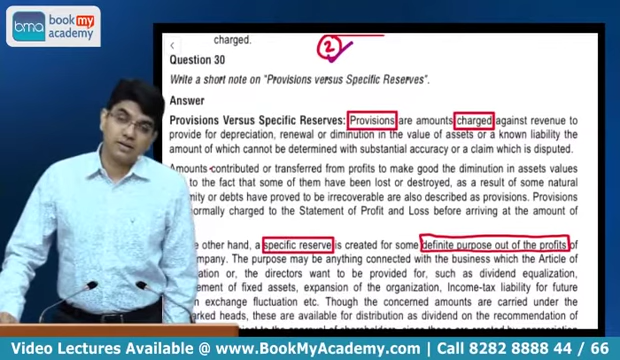 bma book my
academy
charged.
2
Question 30
Write a short note on "Provisions versus Specific Reserves".
Answer
Provisions Versus Specific Reserves: Provisions are amounts charged against revenue to
provide for depreciation, renewal or diminution in the value of assets or a known liability
the amount of which cannot be determined with substantial accuracy or a claim which is disputed.
Amounts contributed or transferred from profits to make good the diminution in assets values
to the fact that some of them have been lost or destroyed, as a result of some natural
or debts have proved to be irrecoverable are also described as provisions. Provisions
charged to the Statement of Profit and Loss before arriving at the amount of
other hand, a specific reserve is created for some definite purpose out of the profits of
The purpose may be anything connected with the business which the Article of
or, the directors want to be provided for, such as dividend equalization,
of fixed assets, expansion of the organization, Income-tax liability for future
exchange fluctuation etc. Though the concerned amounts are carried under the
heads, these are available for distribution as dividend on the recommendation of
Video Lectures Available @ www.BookMyAcademy.com | Call 8282 8888 44 / 66